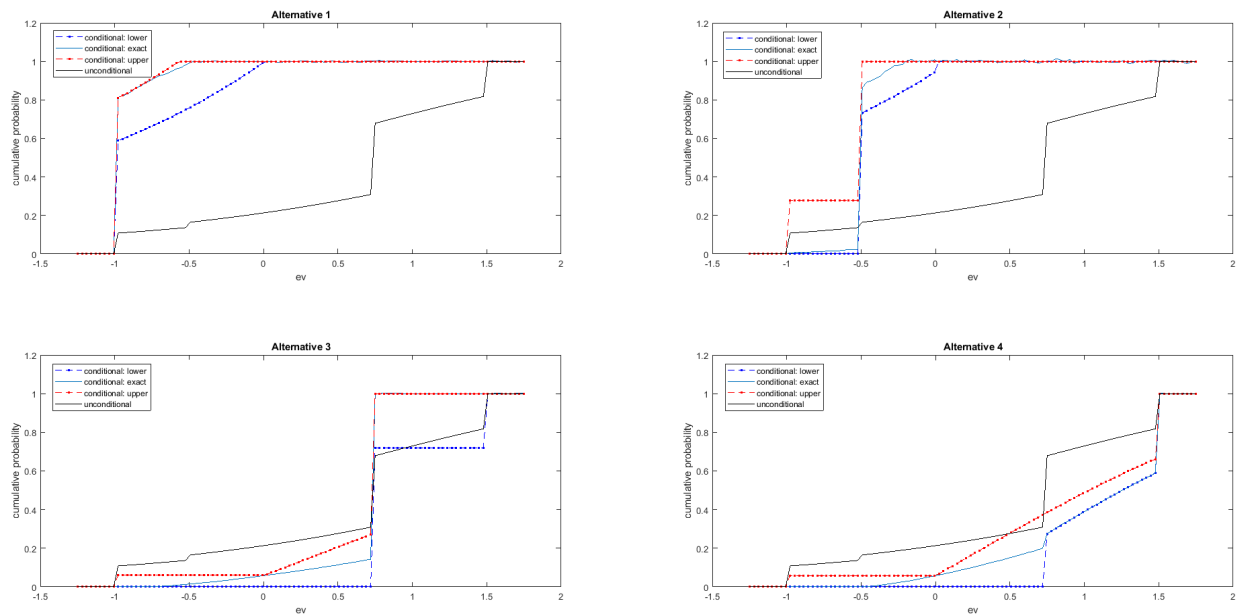 Alternative 1
1.2
1
0.8
0.6
0.4
0.2
0
cumulative probability
conditional: lower
conditional: exact
conditional: upper
unconditional
-1.5 -1 -0.5 0 0.5 1 1.5 2
ev
Alternative 2
1.2
1
0.8
0.6
0.4
0.2
0
cumulative probability
conditional: lower
conditional: exact
conditional: upper
unconditional
-1.5 -1 -0.5 0 0.5 1 1.5 2
ev
Alternative 3
1.2
1
0.8
0.6
0.4
0.2
0
cumulative probability
conditional: lower
conditional: exact
conditional: upper
unconditional
-1.5 -1 -0.5 0 0.5 1 1.5 2
ev
Alternative 4
1.2
1
0.8
0.6
0.4
0.2
0
cumulative probability
conditional: lower
conditional: exact
conditional: upper
unconditional
-1.5 -1 -0.5 0 0.5 1 1.5 2
ev